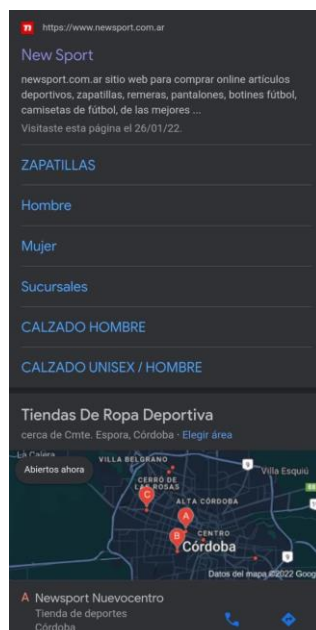 n https://www.newsport.com.ar
New Sport
newsport.com.ar sitio web para comprar online artículos
deportivos, zapatillas, remeras, pantalones, botines fútbol,
camisetas de fútbol, de las mejores ...
Visitaste esta página el 26/01/22.
ZAPATILLAS
Hombre
Mujer
Sucursales
CALZADO HOMBRE
CALZADO UNISEX / HOMBRE
Tiendas De Ropa Deportiva
cerca de Cmte. Espora, Córdoba · Elegir área
La Calera
VILLA BELGRANO
9
Abiertos ahora
Villa Esquiú
CERRO DE
LAS ROSAS
C
ALTA CÓRDOBA
A
B
CENTRO
Córdoba
9
Datos del mapa ©2022 Goog
A Newsport Nuevocentro
Tienda de deportes
Córdoba